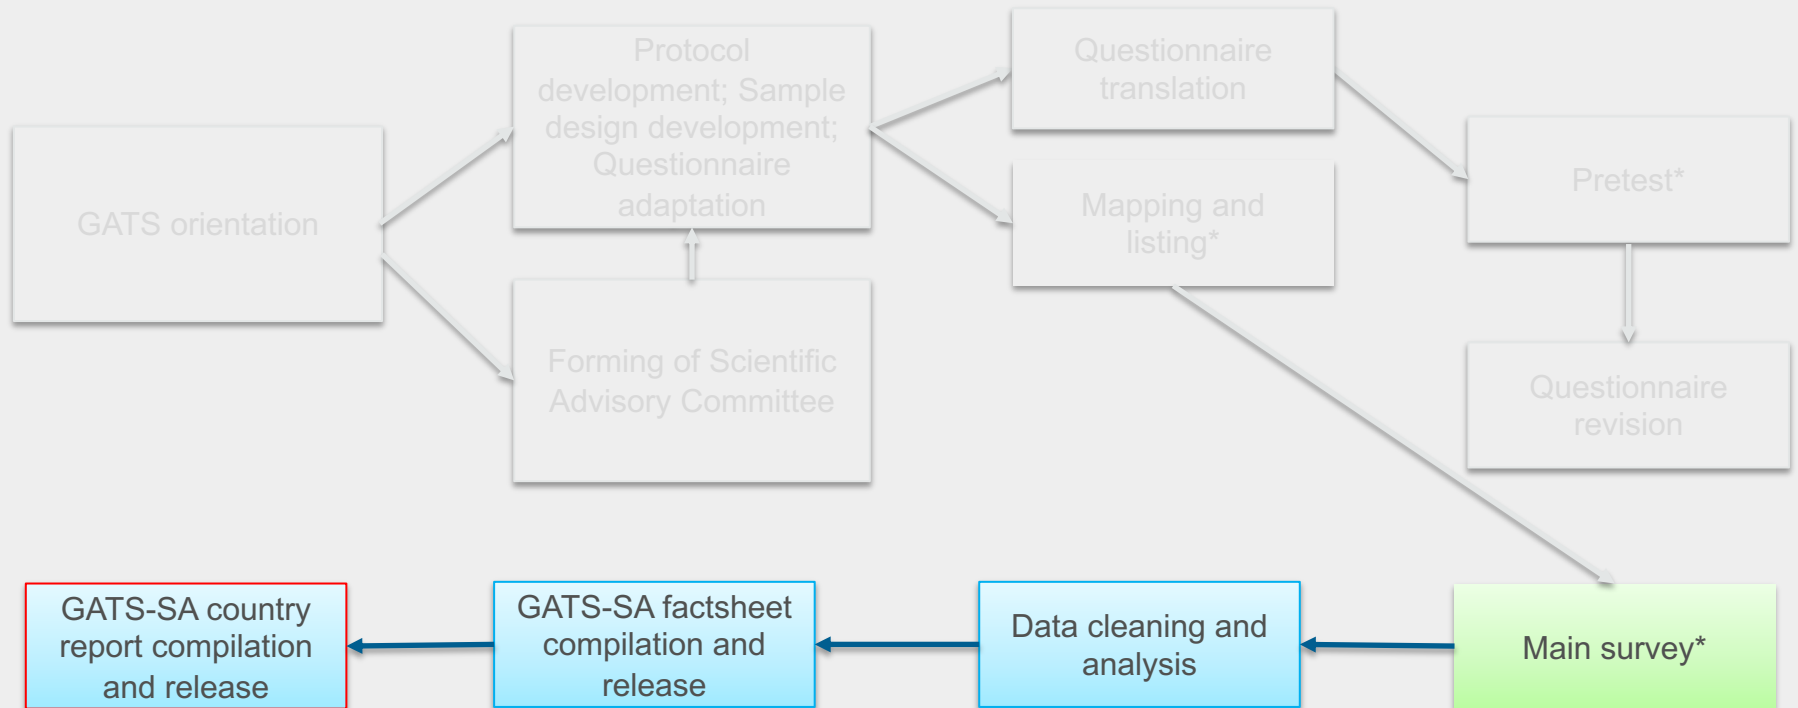 GATS orientation
Protocol
development; Sample
design development;
Questionnaire
adaptation
Forming of Scientific
Advisory Committee
Questionnaire
translation
Mapping and
listing*
Pretest*
Questionnaire
revision
GATS-SA country
report compilation
and release
GATS-SA factsheet
compilation and
release
Data cleaning and
analysis
Main survey*